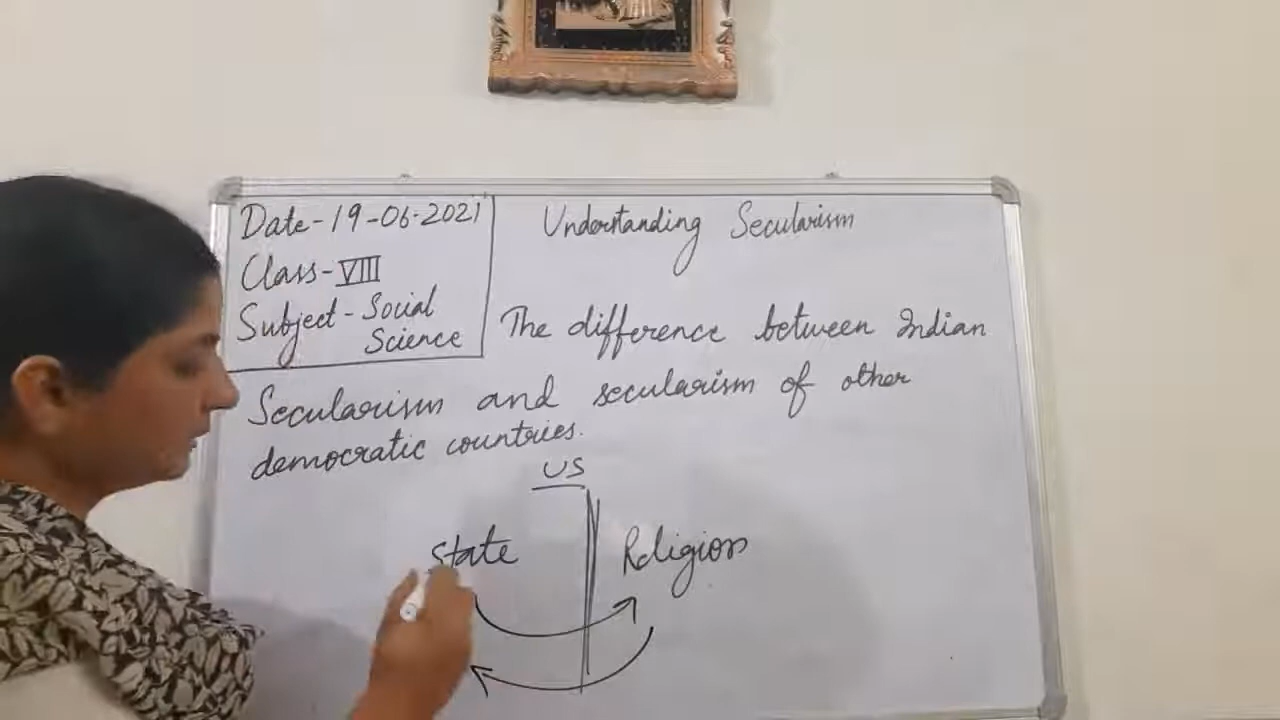 Date-19-06-2021
Class-VIII
Subject-Social
Science
Understanding Secularism
The difference between Indian
Secularism and secularism of other
democratic countries.
US
State
Religion